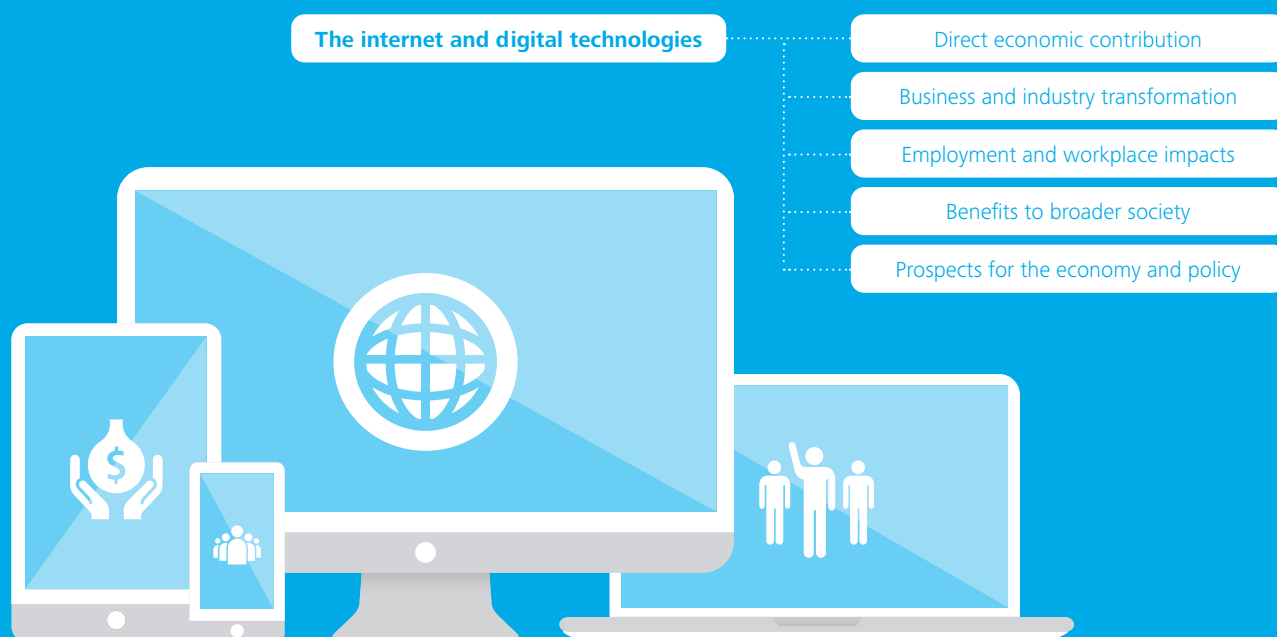 The internet and digital technologies
Direct economic contribution
Business and industry transformation
Employment and workplace impacts
Benefits to broader society
Prospects for the economy and policy
$